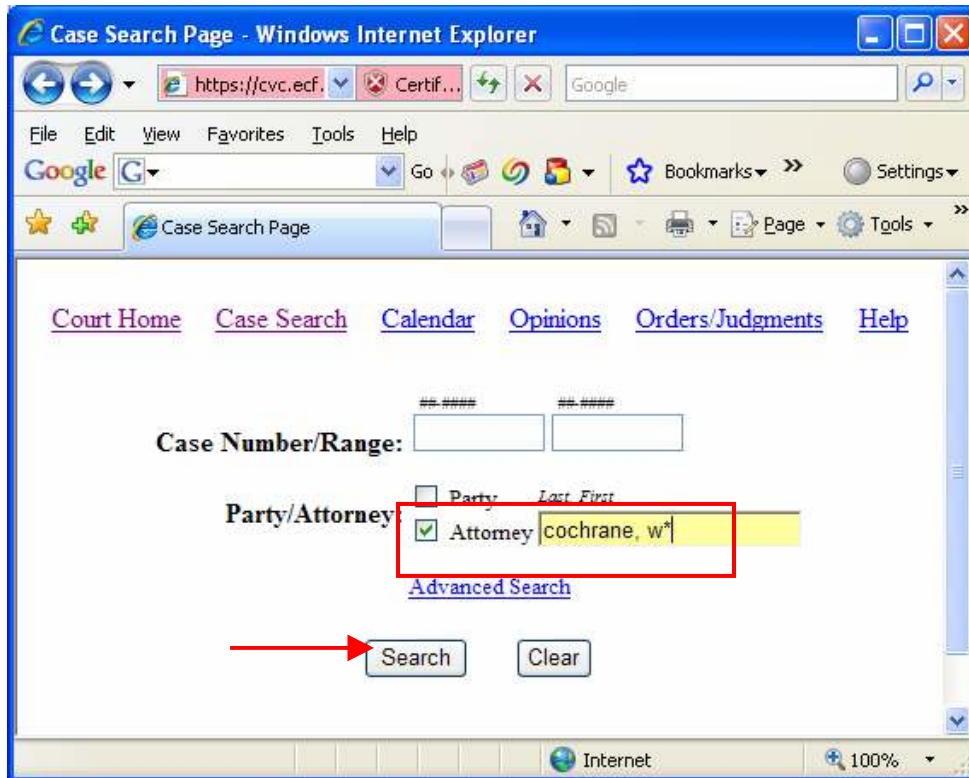 Case Search Page - Windows Internet Explorer
https://cvc.ecf. Certif... Google
File Edit View Favorites Tools Help
Google G Go Bookmarks >> Settings
Case Search Page Page Tools >>
Court Home Case Search Calendar Opinions Orders/Judgments Help
##-#### ##-####
Case Number/Range:
Party Last, First
Party/Attorney:
Attorney cochrane, w*
Advanced Search
Search Clear
Internet 100%